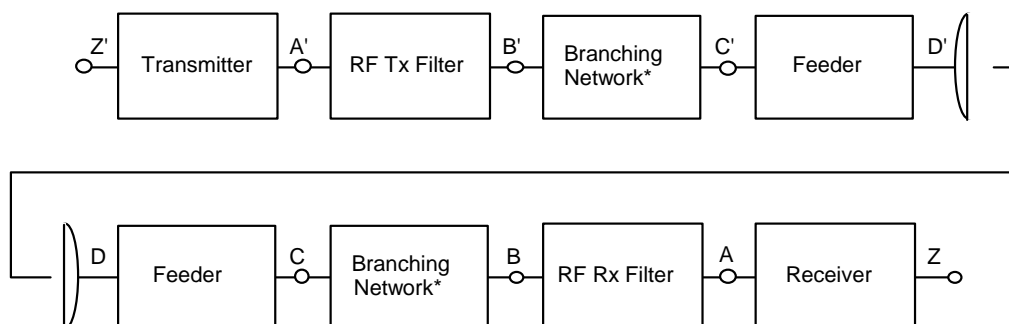 Z'
Transmitter
A'
RF Tx Filter
B'
Branching
Network*
C'
Feeder
D'
D
Feeder
C
Branching
Network*
B
RF Rx Filter
A
Receiver
Z